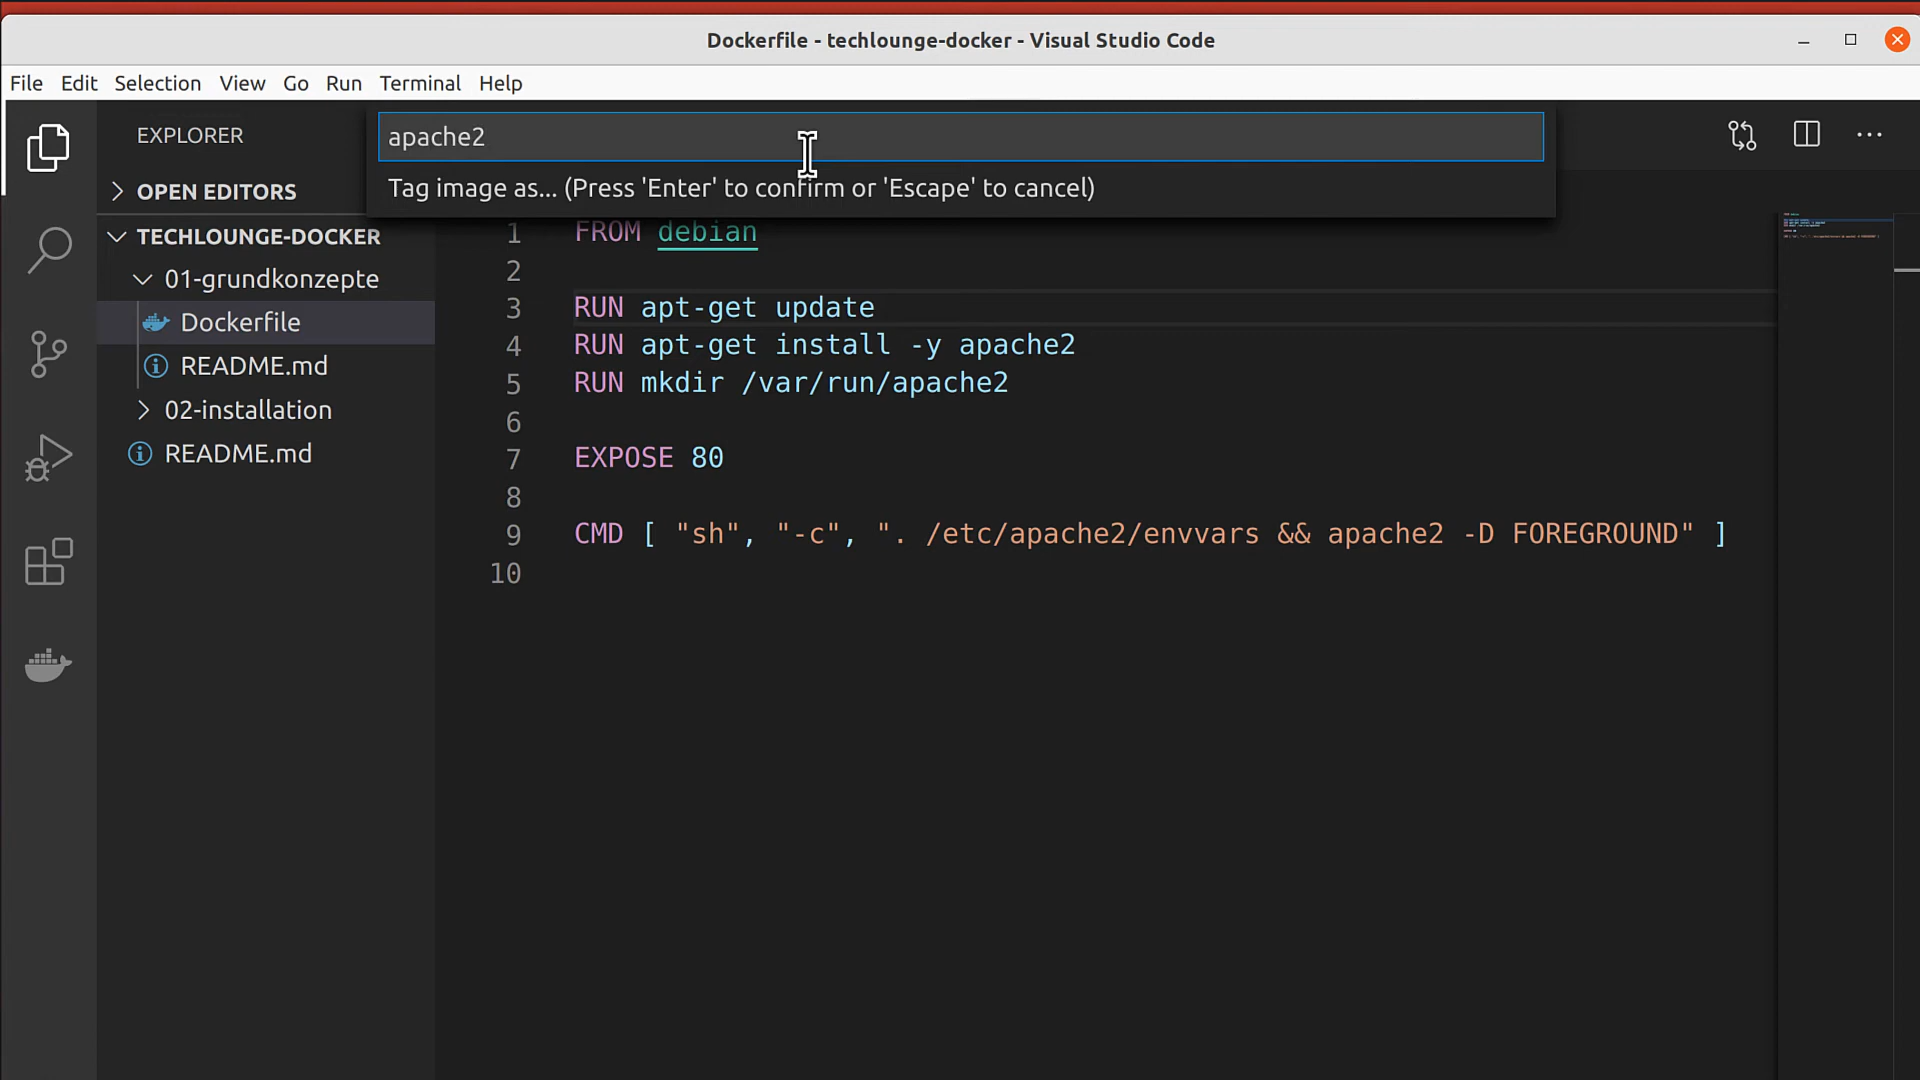 Dockerfile - techlounge-docker - Visual Studio Code
File Edit Selection View Go Run Terminal Help
EXPLORER
apache2
Tag image as... (Press 'Enter' to confirm or 'Escape' to cancel)
OPEN EDITORS
TECHLOUNGE-DOCKER
01-grundkonzepte
Dockerfile
README.md
02-installation
README.md
1 FROM debian
2
3 RUN apt-get update
4 RUN apt-get install -y apache2
5 RUN mkdir /var/run/apache2
6
7 EXPOSE 80
8
9 CMD [ "sh", "-c", ". /etc/apache2/envvars && apache2 -D FOREGROUND" ]
10